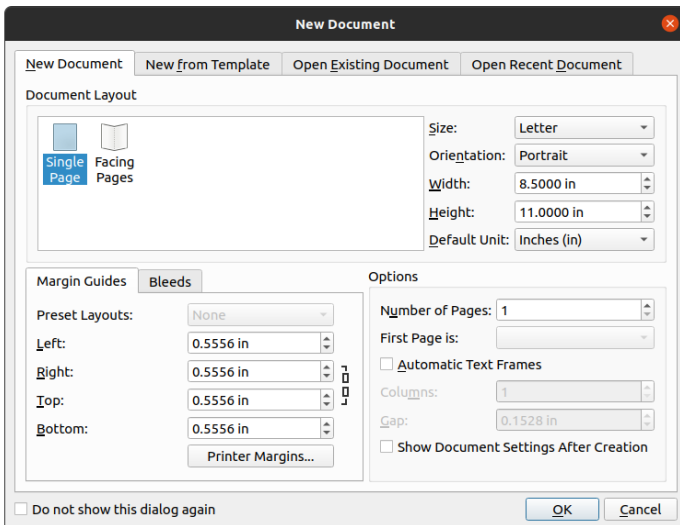 New Document
New Document New from Template Open Existing Document Open Recent Document
Document Layout
Single Page
Facing Pages
Size: Letter
Orientation: Portrait
Width: 8.5000 in
Height: 11.0000 in
Default Unit: Inches (in)
Margin Guides Bleeds
Preset Layouts: None
Left: 0.5556 in
Right: 0.5556 in
Top: 0.5556 in
Bottom: 0.5556 in
Printer Margins...
Options
Number of Pages: 1
First Page is:
Automatic Text Frames
Columns: 1
Gap: 0.1528 in
Show Document Settings After Creation
Do not show this dialog again
OK Cancel